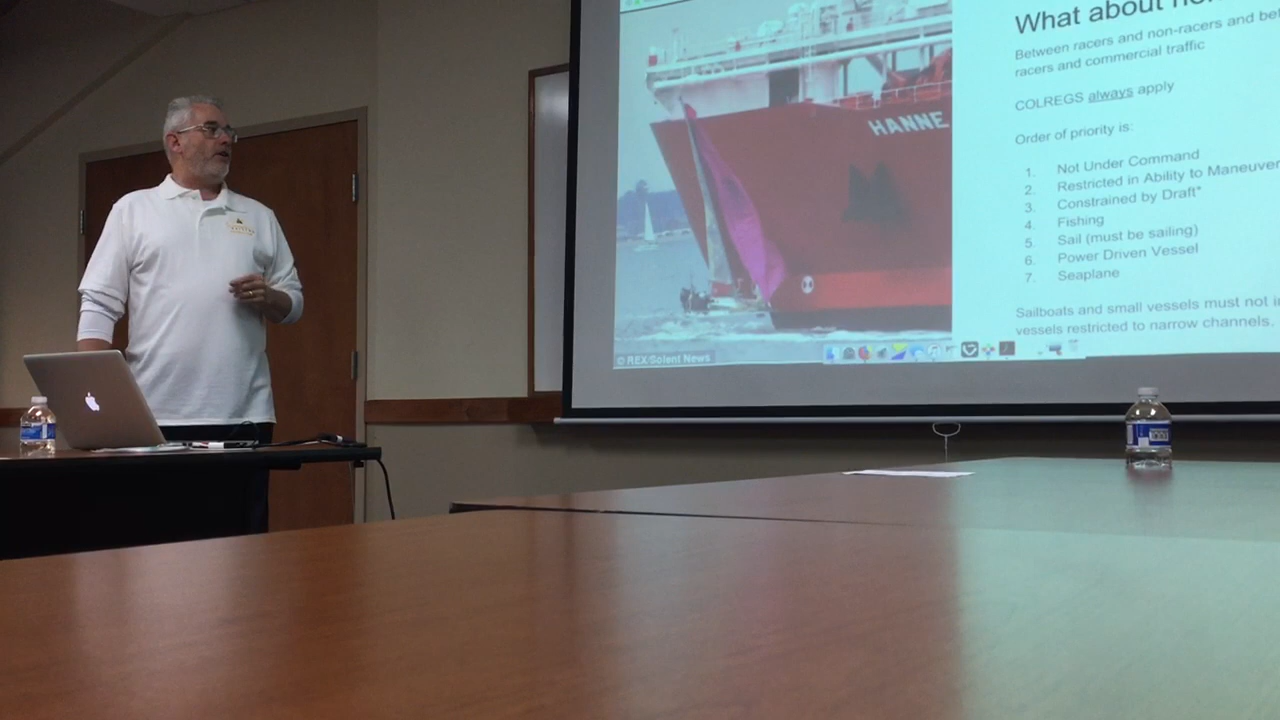 What about
Between racers and non-racers and
racers and commercial traffic
COLREGS always apply
Order of priority is:
1. Not Under Command
2. Restricted in Ability to Maneuver
3. Constrained by Draft*
4. Fishing
5. Sail (must be sailing)
6. Power Driven Vessel
7. Seaplane
Sailboats and small vessels must not
vessels restricted to narrow channels.
HANNE
© REX/Solent News